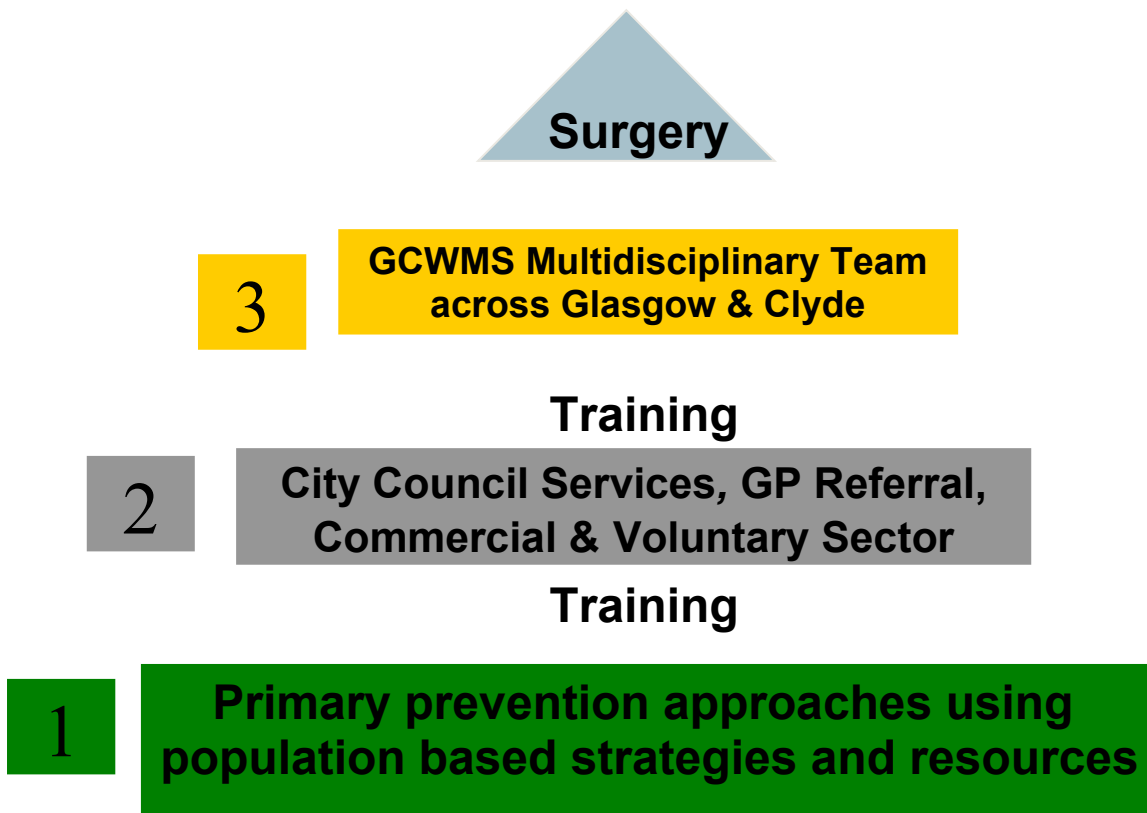 Surgery
3
GCWMS Multidisciplinary Team
across Glasgow & Clyde
Training
2
City Council Services, GP Referral,
Commercial & Voluntary Sector
Training
1
Primary prevention approaches using
population based strategies and resources